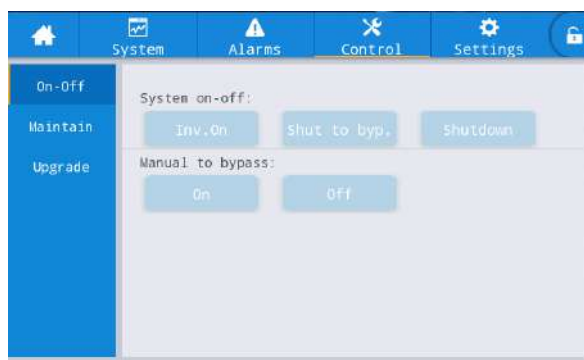 System Alarms Control Settings
On-Off
System on-off:
Maintain
Inv.On Shut to byp. Shutdown
Upgrade
Manual to bypass:
On Off